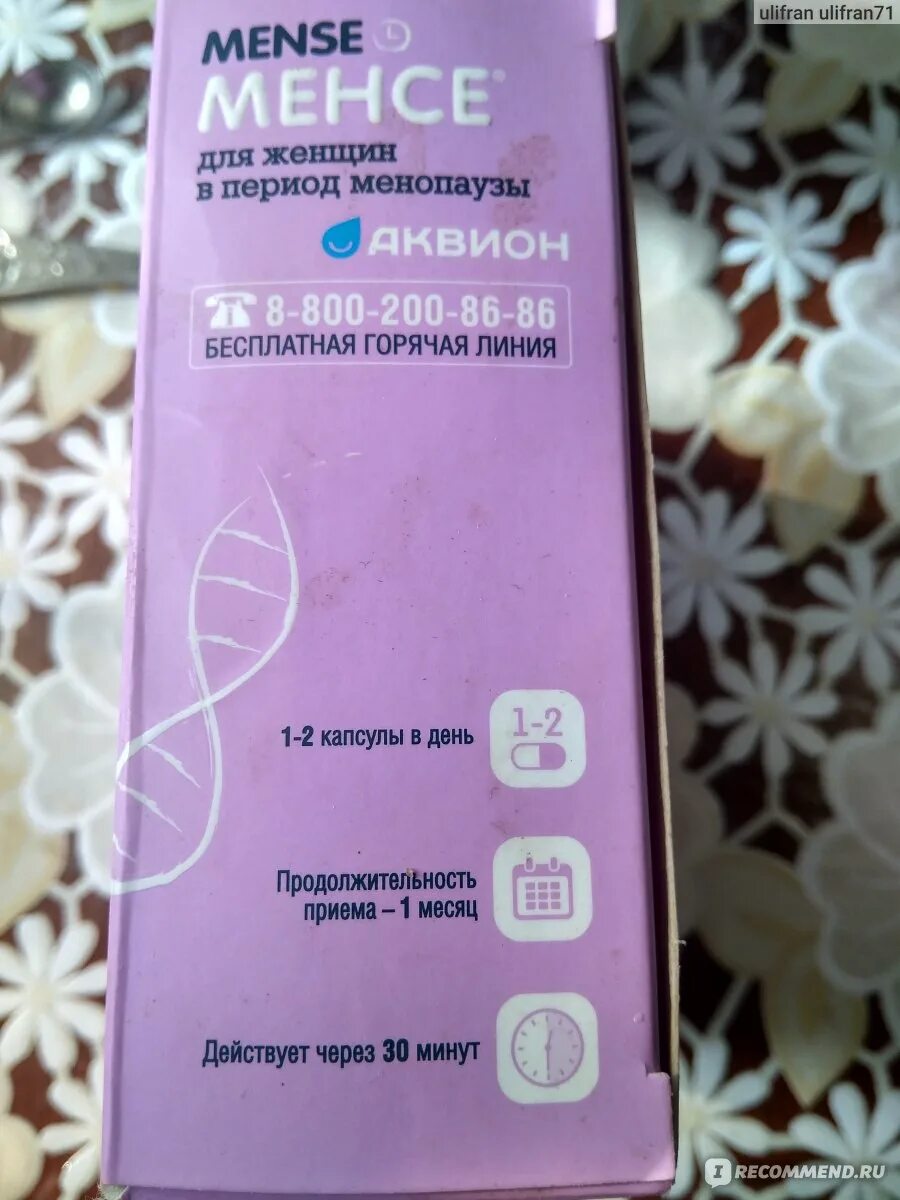 ulifran ulifran71
MENSE
МЕНСЕ®
для женщин
в период менопаузы
АКВИОН
8-800-200-86-86
БЕСПЛАТНАЯ ГОРЯЧАЯ ЛИНИЯ
1-2 капсулы в день
1-2
Продолжительность
приема – 1 месяц
Действует через 30 минут
IRECOMMEND.RU